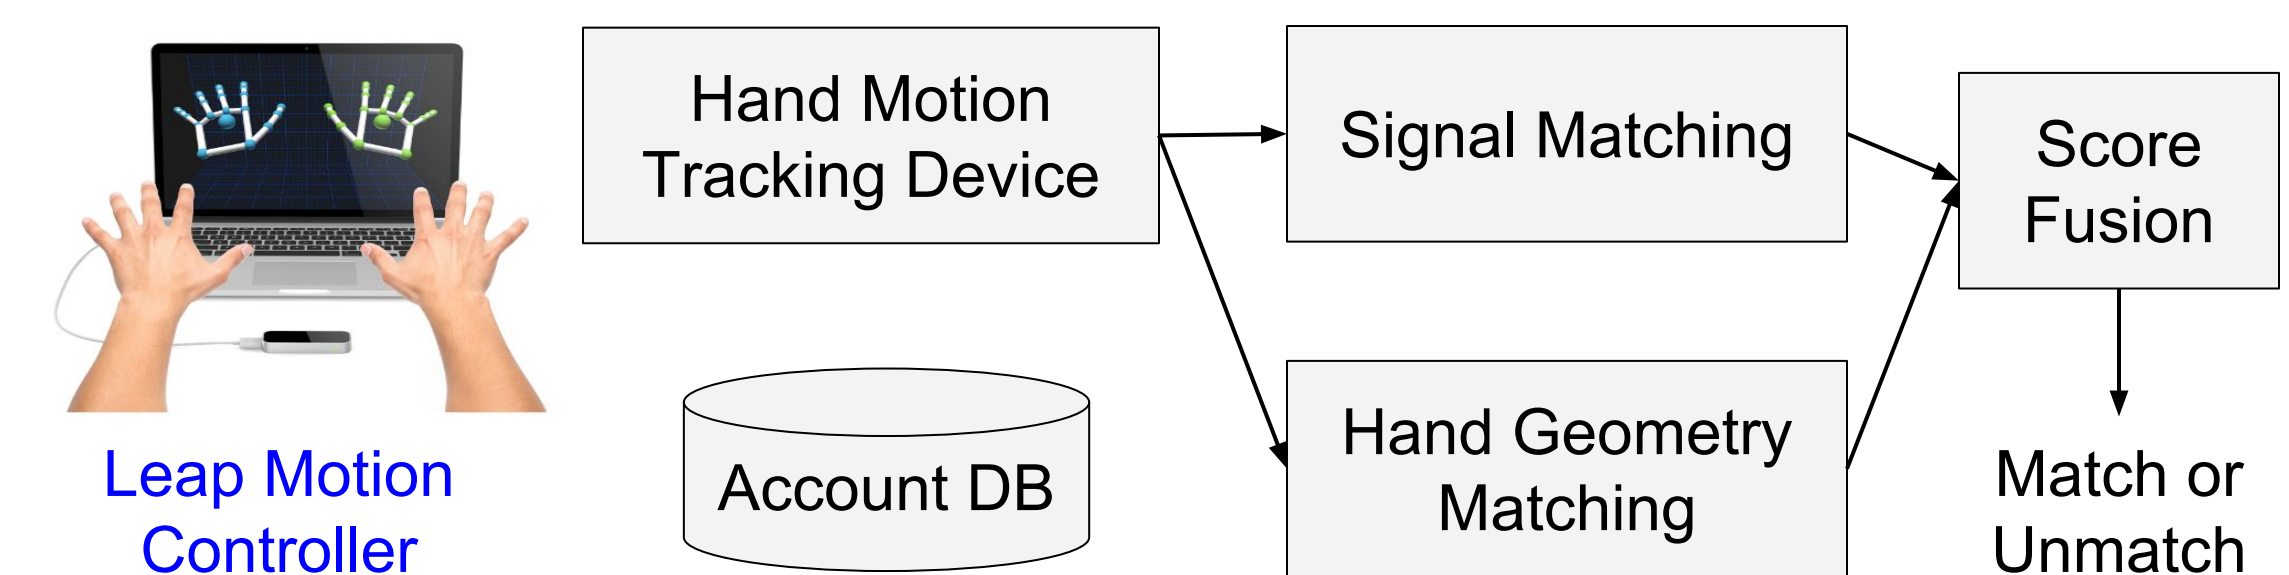 Hand Motion
Tracking Device
Signal Matching
Score
Fusion
Leap Motion
Controller
Account DB
Hand Geometry
Matching
Match or
Unmatch